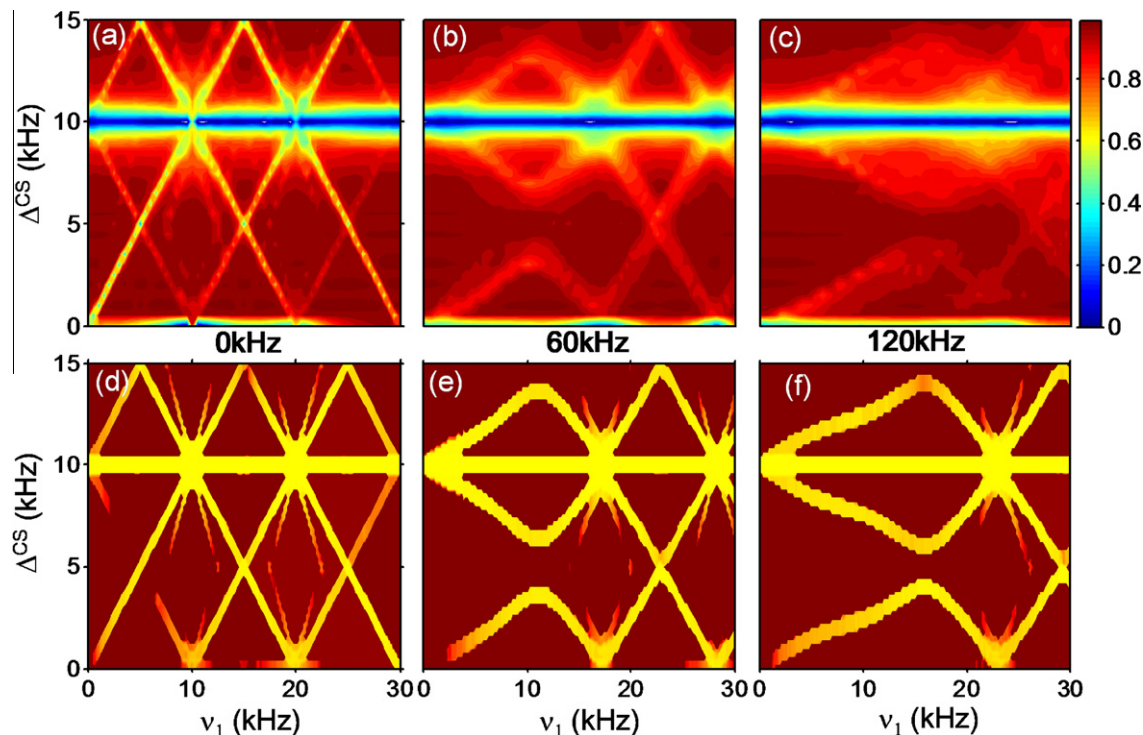 15 (a) (b) (c)
10
5
0
Δ^CS (kHz)
0.8
0.6
0.4
0.2
0
0kHz 60kHz 120kHz
15 (d) (e) (f)
10
5
0
Δ^CS (kHz)
0 10 20 30 0 10 20 30 0 10 20 30
ν₁ (kHz) ν₁ (kHz) ν₁ (kHz)